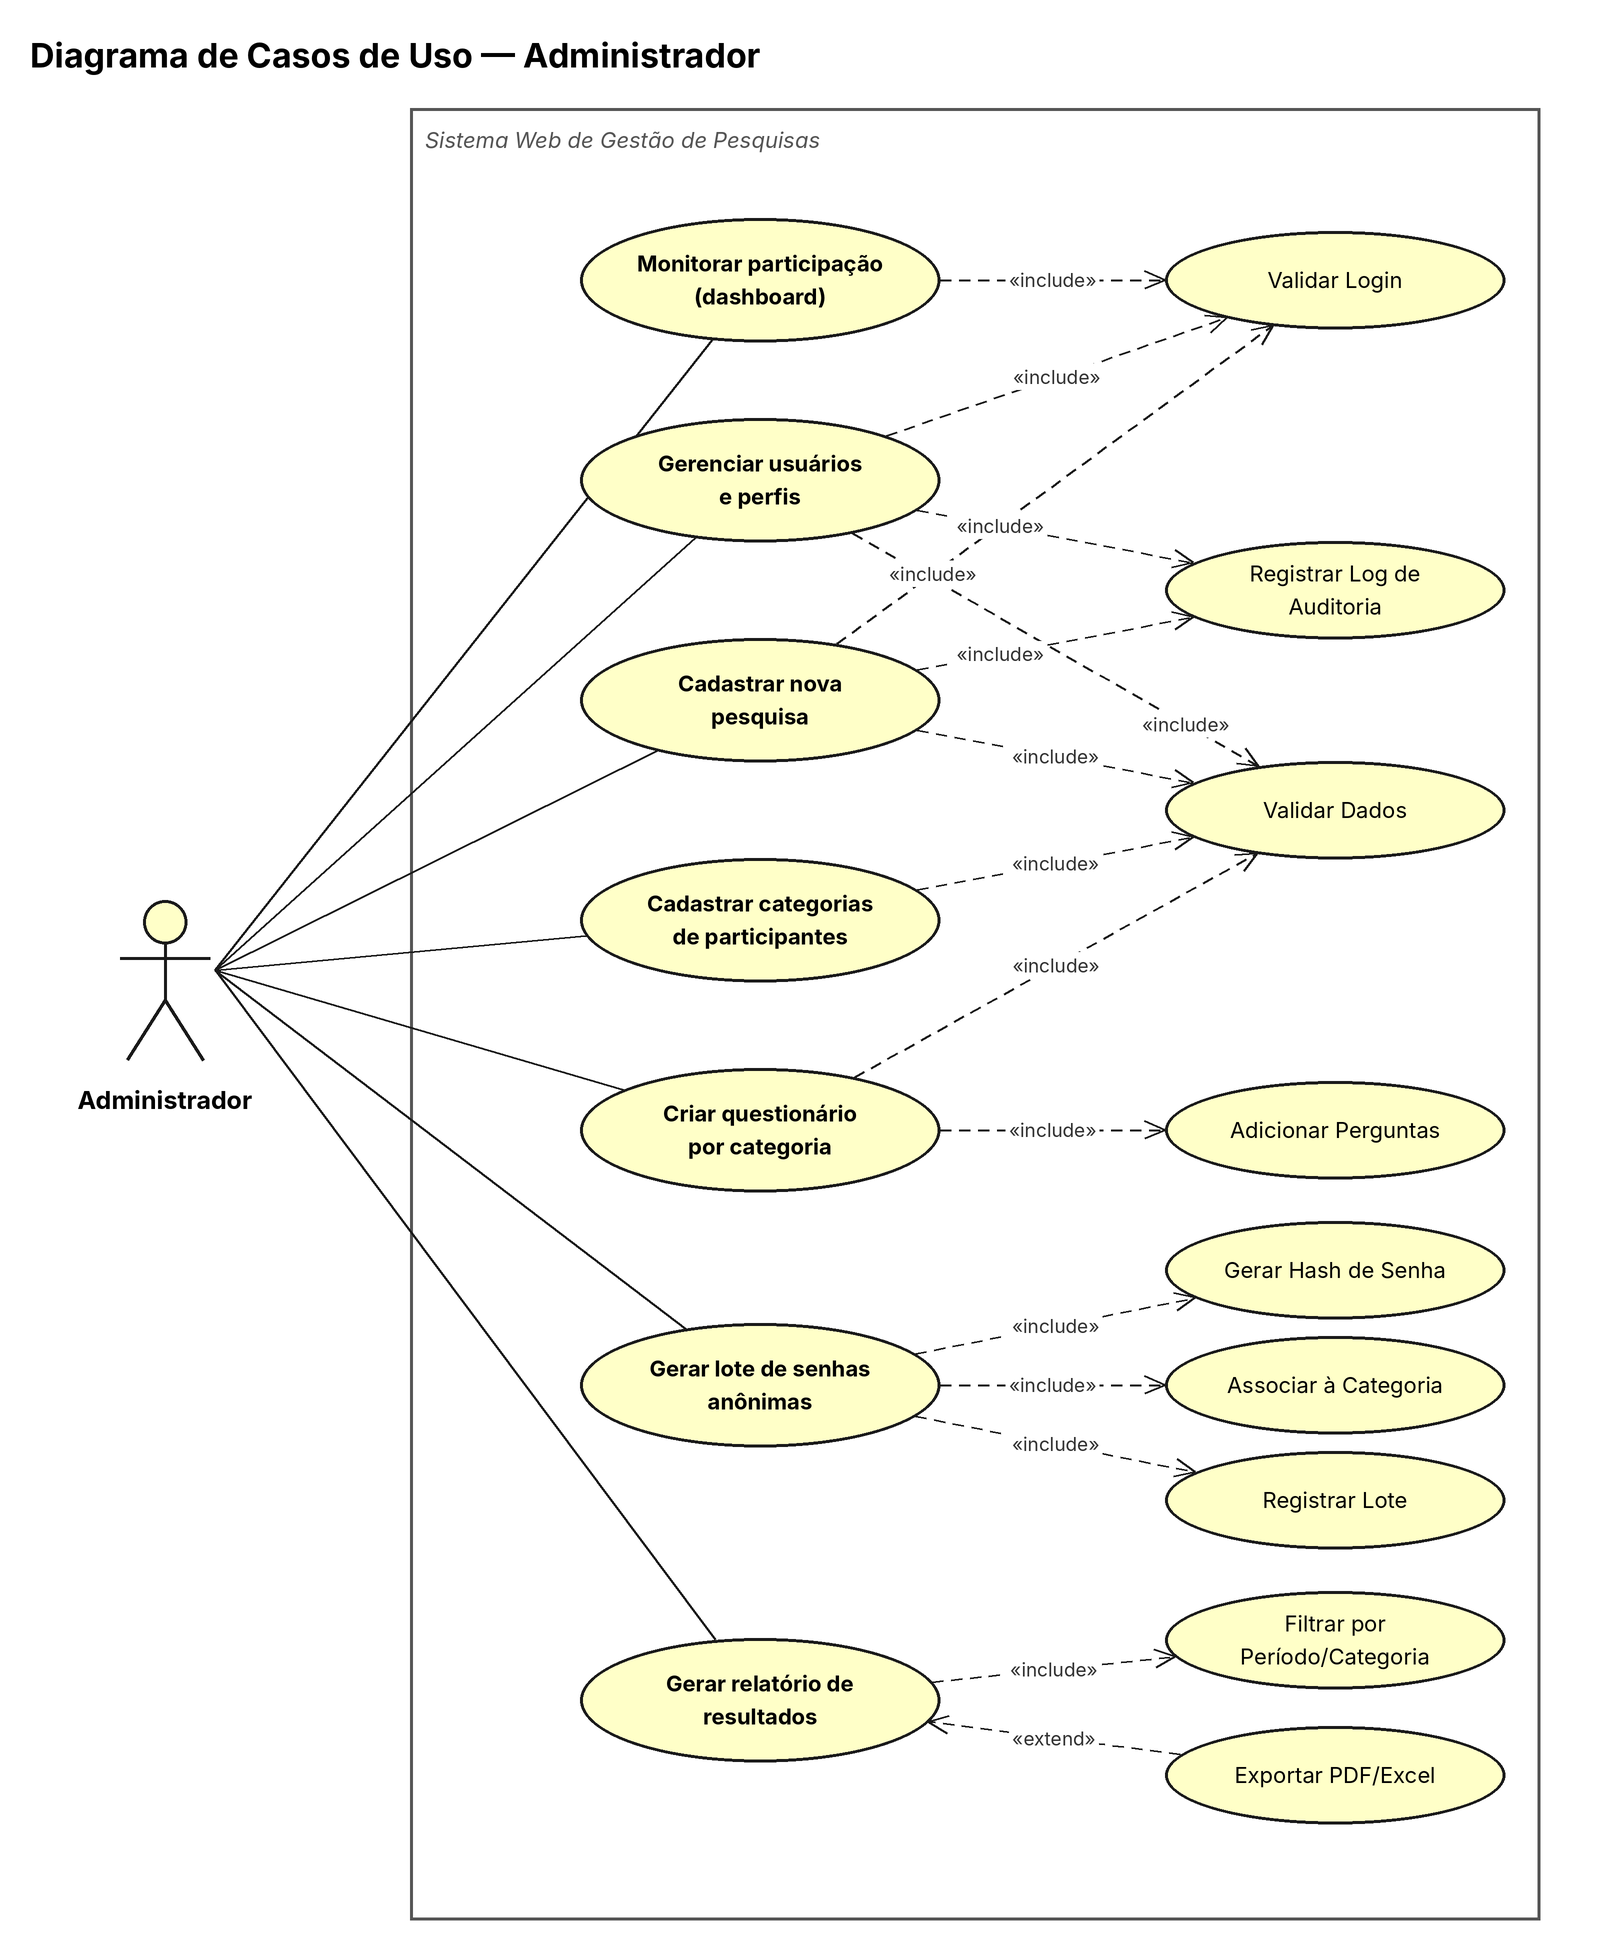 Diagrama de Casos de Uso — Administrador
Sistema Web de Gestão de Pesquisas
Monitorar participação
(dashboard)
«include»
Validar Login
«include»
Gerenciar usuários
e perfis
«include»
«include»
Registrar Log de
Auditoria
Cadastrar nova
pesquisa
«include»
«include»
«include»
Validar Dados
Cadastrar categorias
de participantes
«include»
«include»
Administrador
Criar questionário
por categoria
«include»
Adicionar Perguntas
Gerar Hash de Senha
«include»
Gerar lote de senhas
anônimas
«include»
Associar à Categoria
«include»
Registrar Lote
Filtrar por
Período/Categoria
Gerar relatório de
resultados
«include»
«extend»
Exportar PDF/Excel